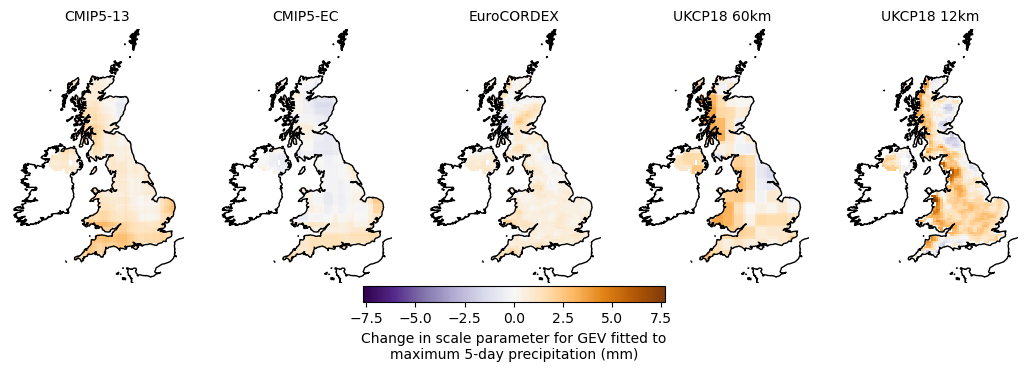 CMIP5-13 CMIP5-EC EuroCORDEX UKCP18 60km UKCP18 12km
−7.5 −5.0 −2.5 0.0 2.5 5.0 7.5
Change in scale parameter for GEV fitted to
maximum 5-day precipitation (mm)